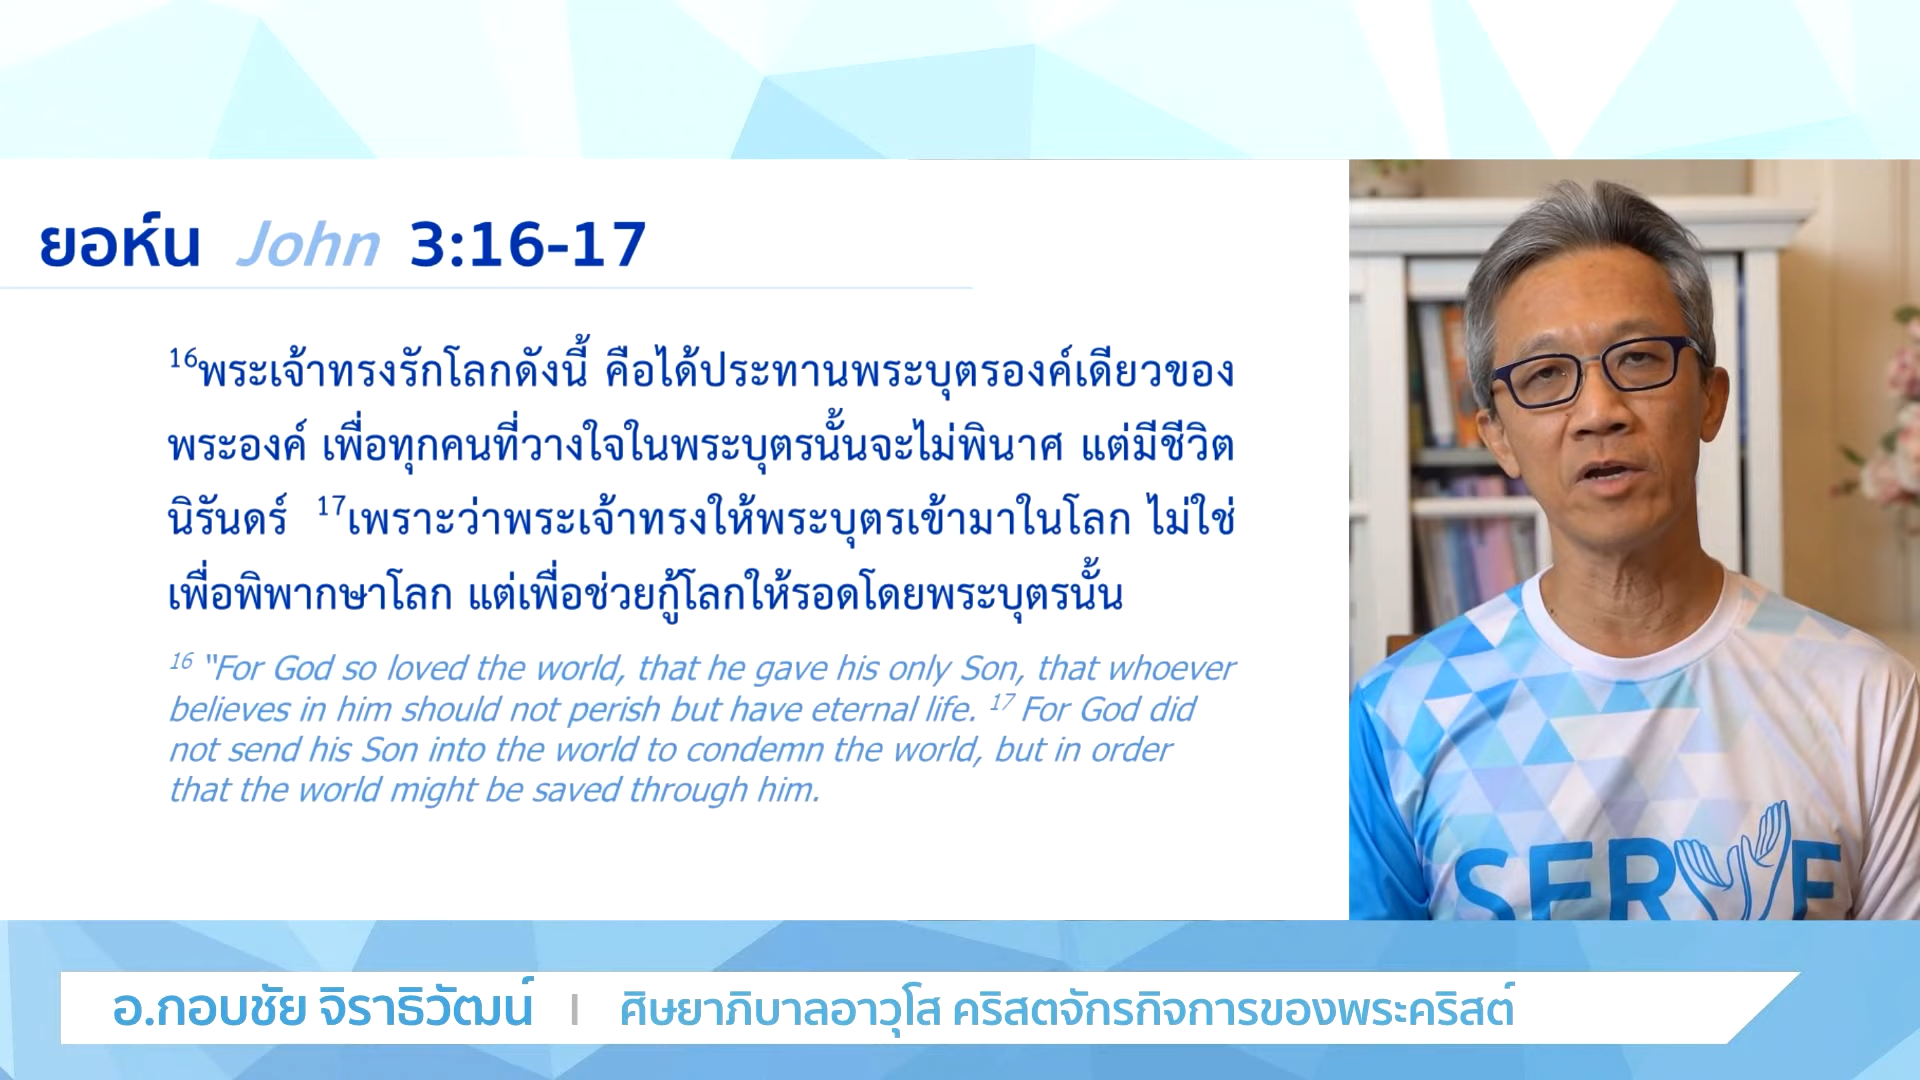 ยอห์น John 3:16-17
16พระเจ้าทรงรักโลกดังนี้ คือได้ประทานพระบุตรองค์เดียวของ
พระองค์ เพื่อทุกคนที่วางใจในพระบุตรนั้นจะไม่พินาศ แต่มีชีวิต
นิรันดร์ 17เพราะว่าพระเจ้าทรงให้พระบุตรเข้ามาในโลก ไม่ใช่
เพื่อพิพากษาโลก แต่เพื่อช่วยกู้โลกให้รอดโดยพระบุตรนั้น
16 “For God so loved the world, that he gave his only Son, that whoever
believes in him should not perish but have eternal life. 17 For God did
not send his Son into the world to condemn the world, but in order
that the world might be saved through him.
SERVE
อ.กอบชัย จิราธิวัฒน์ | ศิษยาภิบาลอาวุโส คริสตจักรกิจการของพระคริสต์